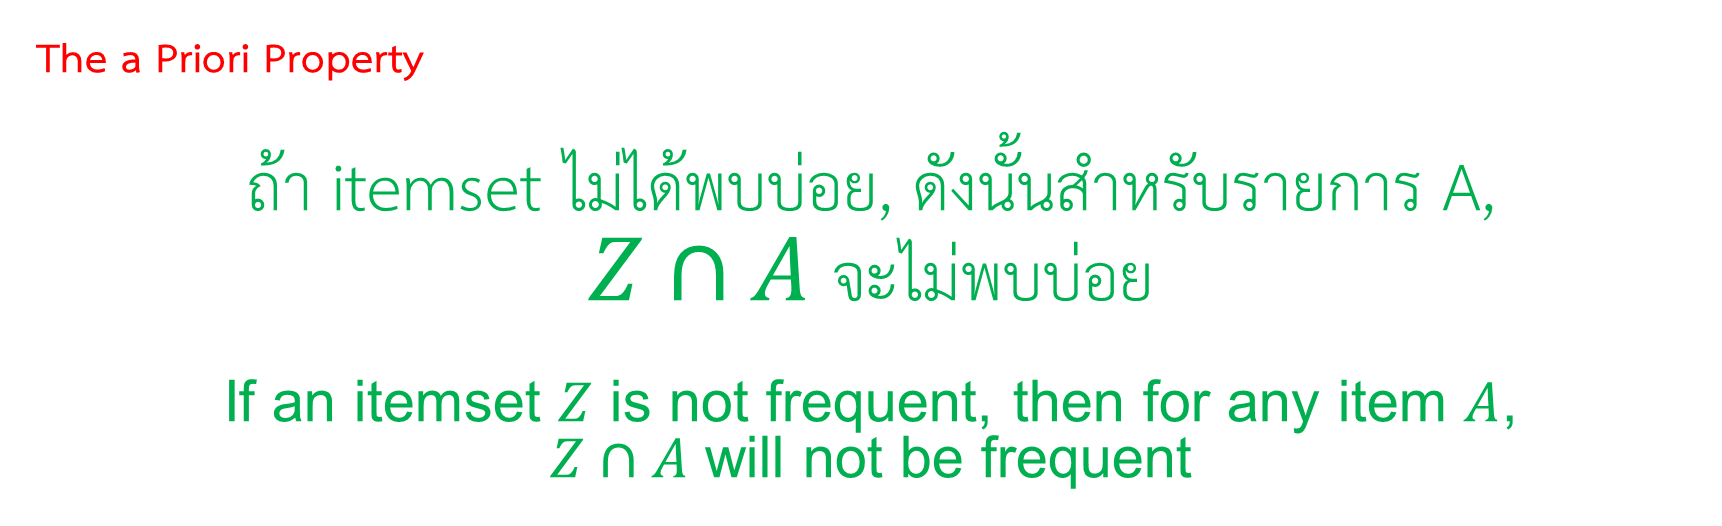 The a Priori Property
ถ้า itemset ไม่ได้พบบ่อย, ดังนั้นสำหรับรายการ A,
Z ∩ A จะไม่พบบ่อย
If an itemset Z is not frequent, then for any item A,
Z ∩ A will not be frequent